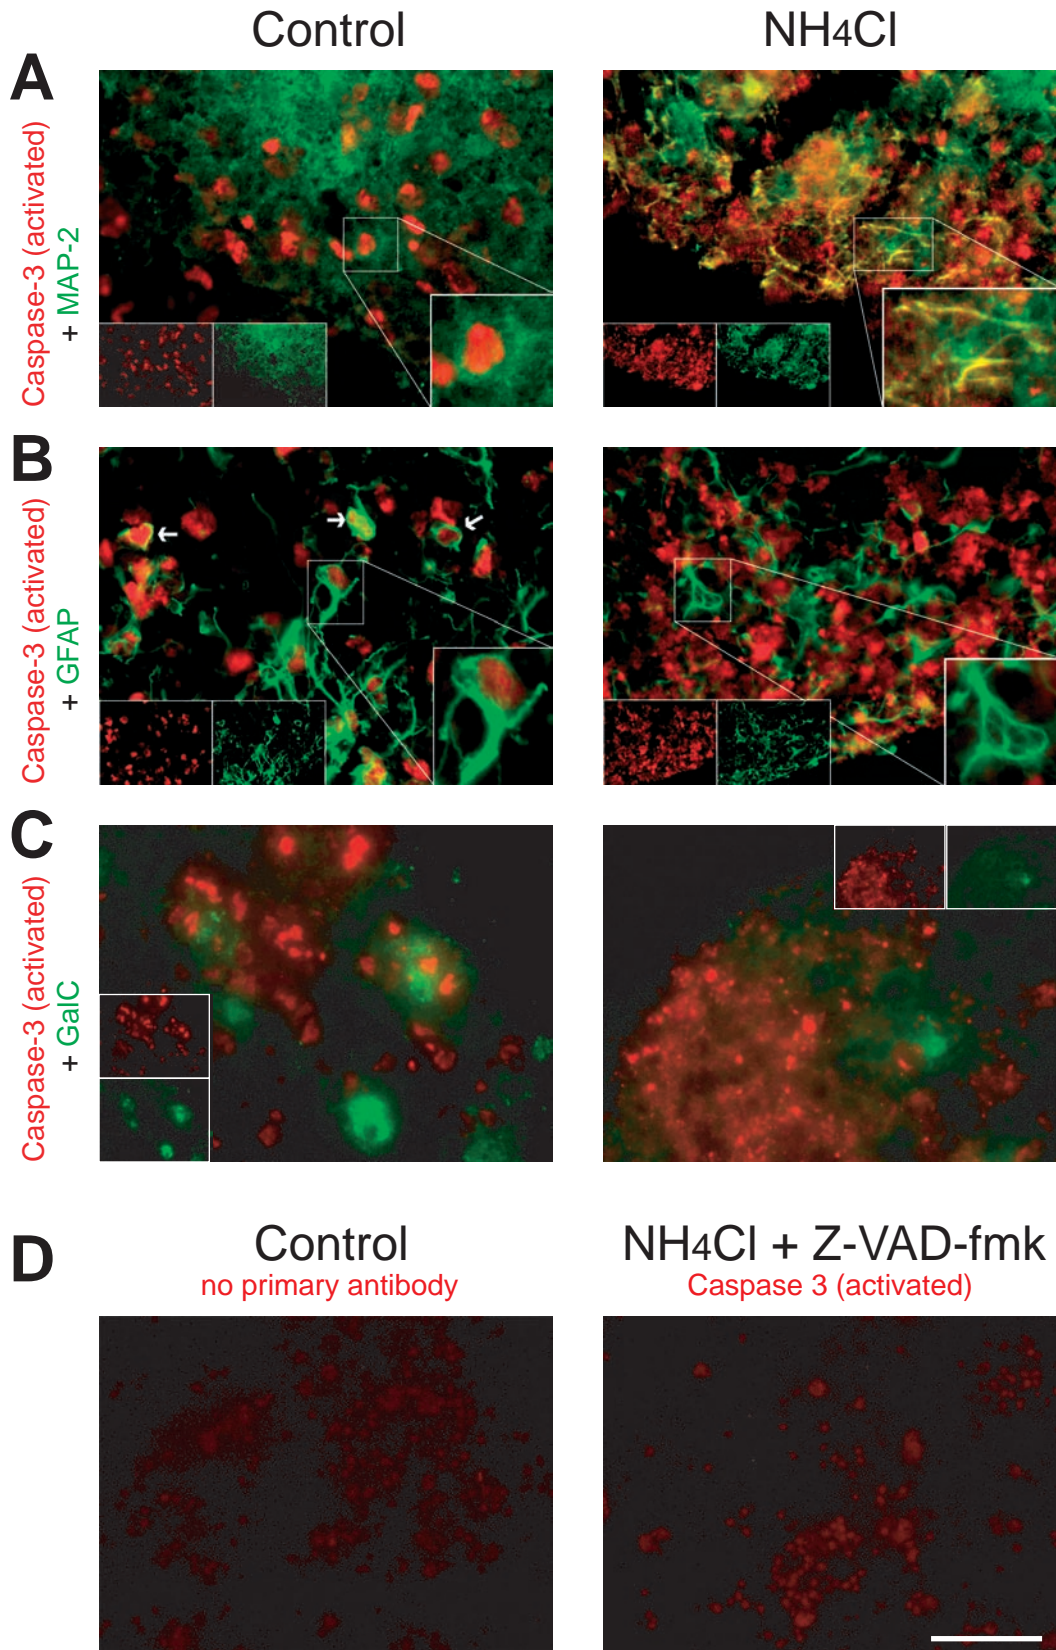 Control
NH4Cl
A
Caspase-3 (activated)
+ MAP-2
B
Caspase-3 (activated)
+ GFAP
C
Caspase-3 (activated)
+ GalC
D
Control
no primary antibody
NH4Cl + Z-VAD-fmk
Caspase 3 (activated)